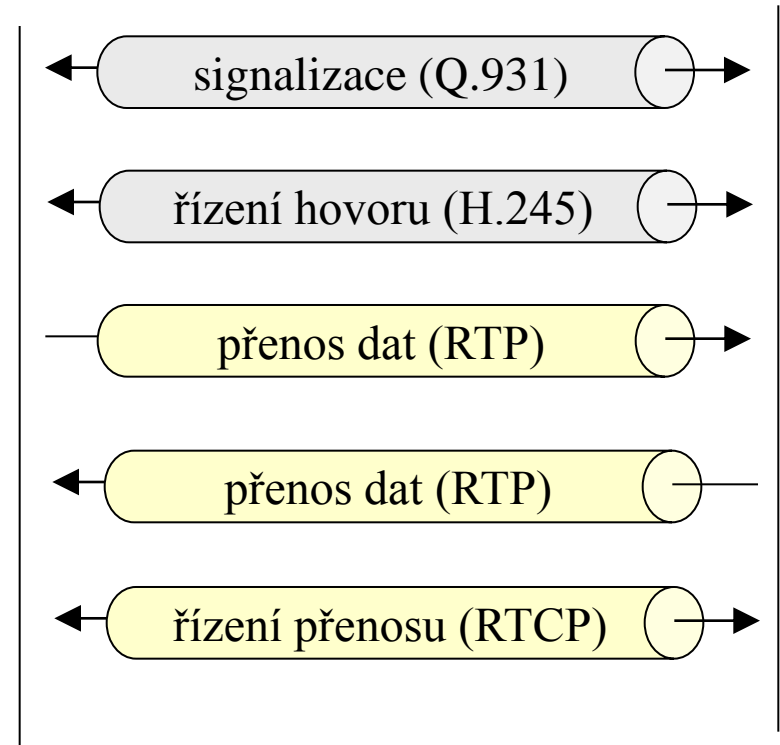 signalizace (Q.931)
řízení hovoru (H.245)
přenos dat (RTP)
přenos dat (RTP)
řízení přenosu (RTCP)